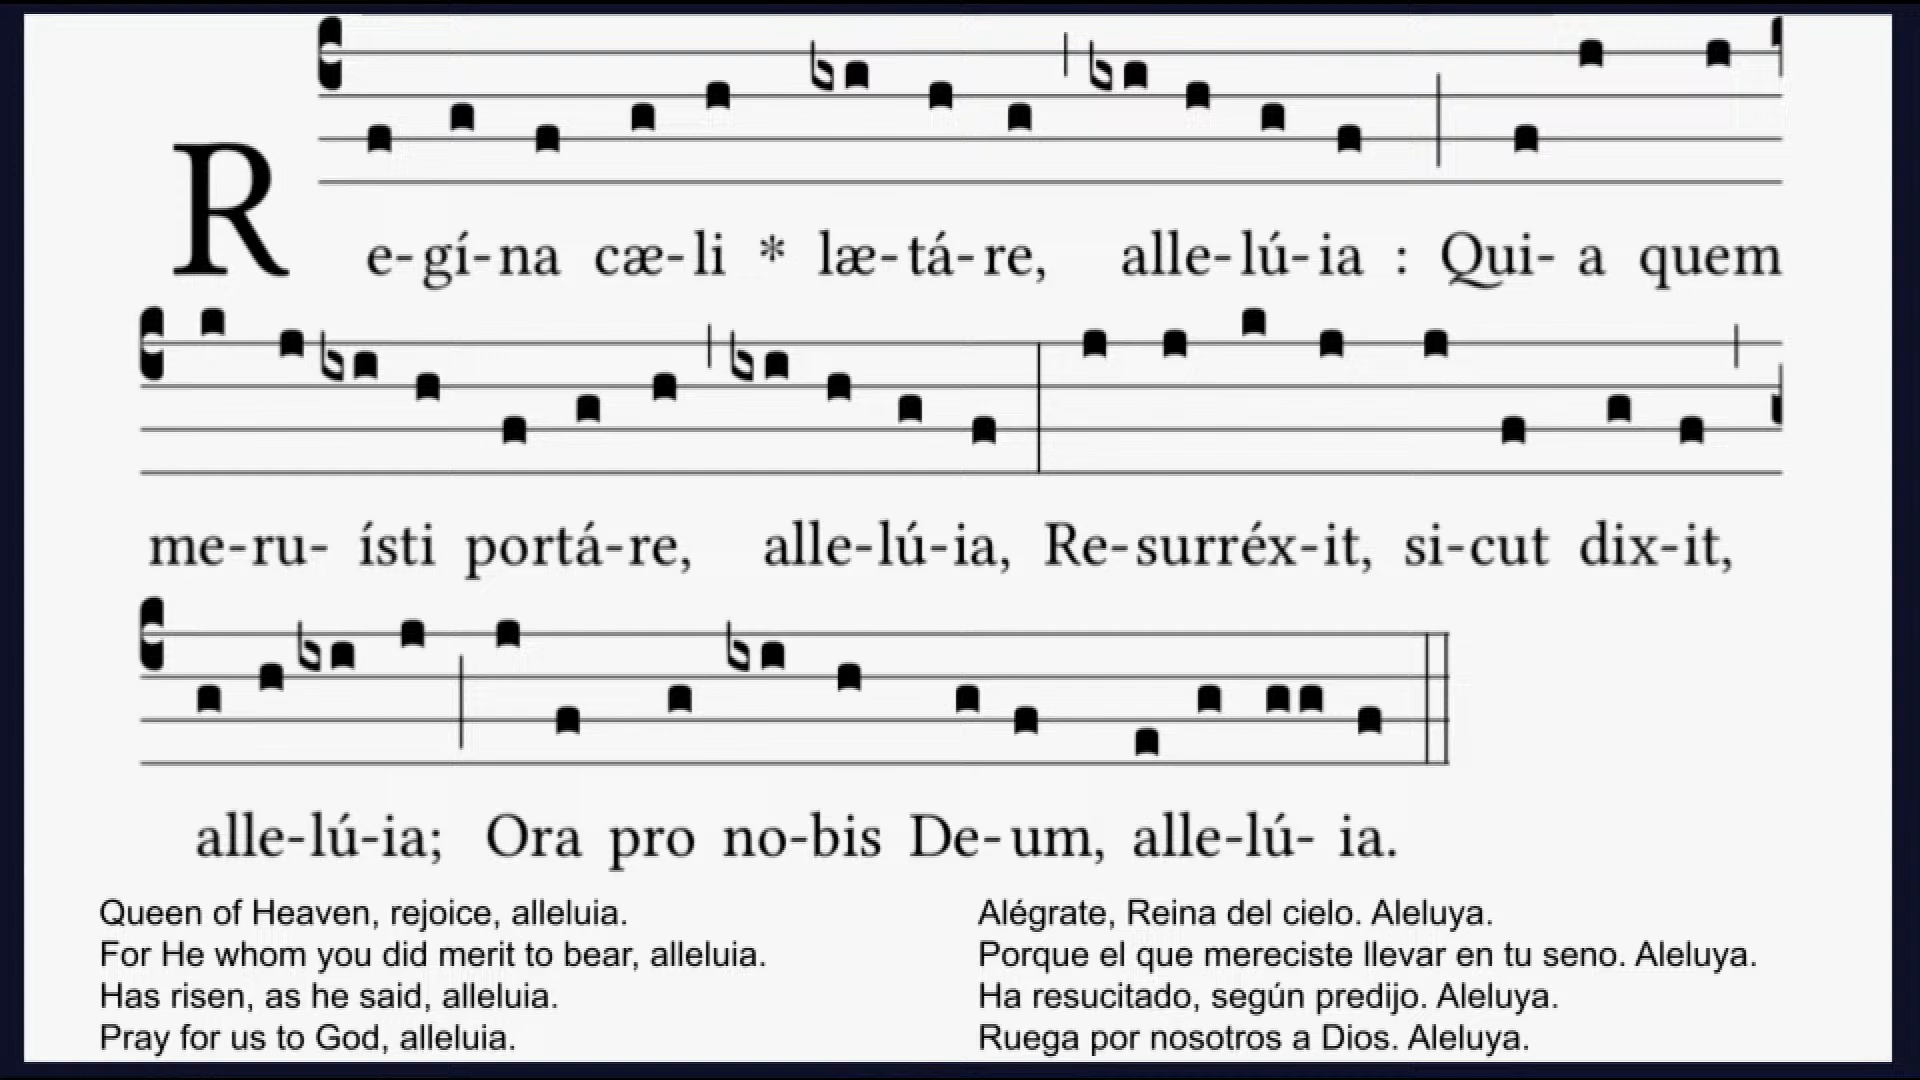 Re-gí-na cæ-li * læ-tá-re, alle-lú-ia : Qui- a quem
me-ru- ísti portá-re, alle-lú-ia, Re-surréx-it, si-cut dix-it,
alle-lú-ia; Ora pro no-bis De-um, alle-lú- ia.
Queen of Heaven, rejoice, alleluia.
For He whom you did merit to bear, alleluia.
Has risen, as he said, alleluia.
Pray for us to God, alleluia.
Alégrate, Reina del cielo. Aleluya.
Porque el que mereciste llevar en tu seno. Aleluya.
Ha resucitado, según predijo. Aleluya.
Ruega por nosotros a Dios. Aleluya.